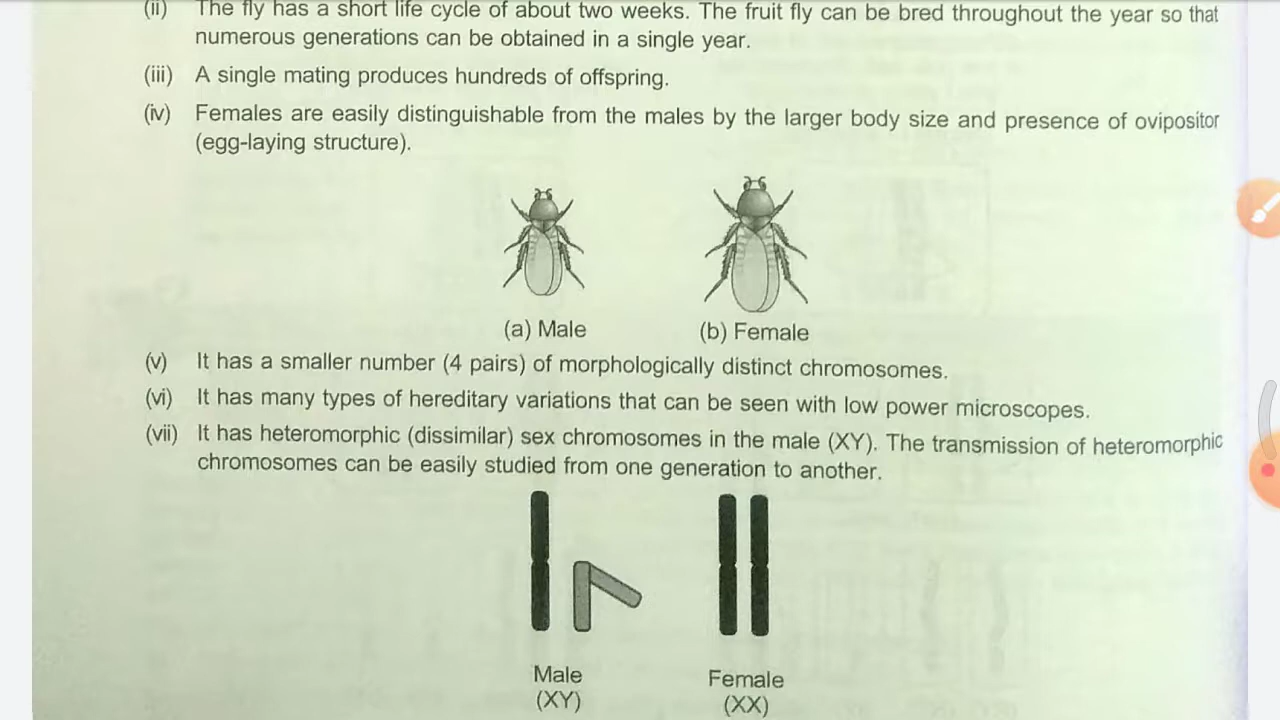 (ii) The fly has a short life cycle of about two weeks. The fruit fly can be bred throughout the year so that
numerous generations can be obtained in a single year.
(iii) A single mating produces hundreds of offspring.
(iv) Females are easily distinguishable from the males by the larger body size and presence of ovipositor
(egg-laying structure).
(a) Male
(b) Female
(v) It has a smaller number (4 pairs) of morphologically distinct chromosomes.
(vi) It has many types of hereditary variations that can be seen with low power microscopes.
(vii) It has heteromorphic (dissimilar) sex chromosomes in the male (XY). The transmission of heteromorphic
chromosomes can be easily studied from one generation to another.
Male
(XY)
Female
(XX)